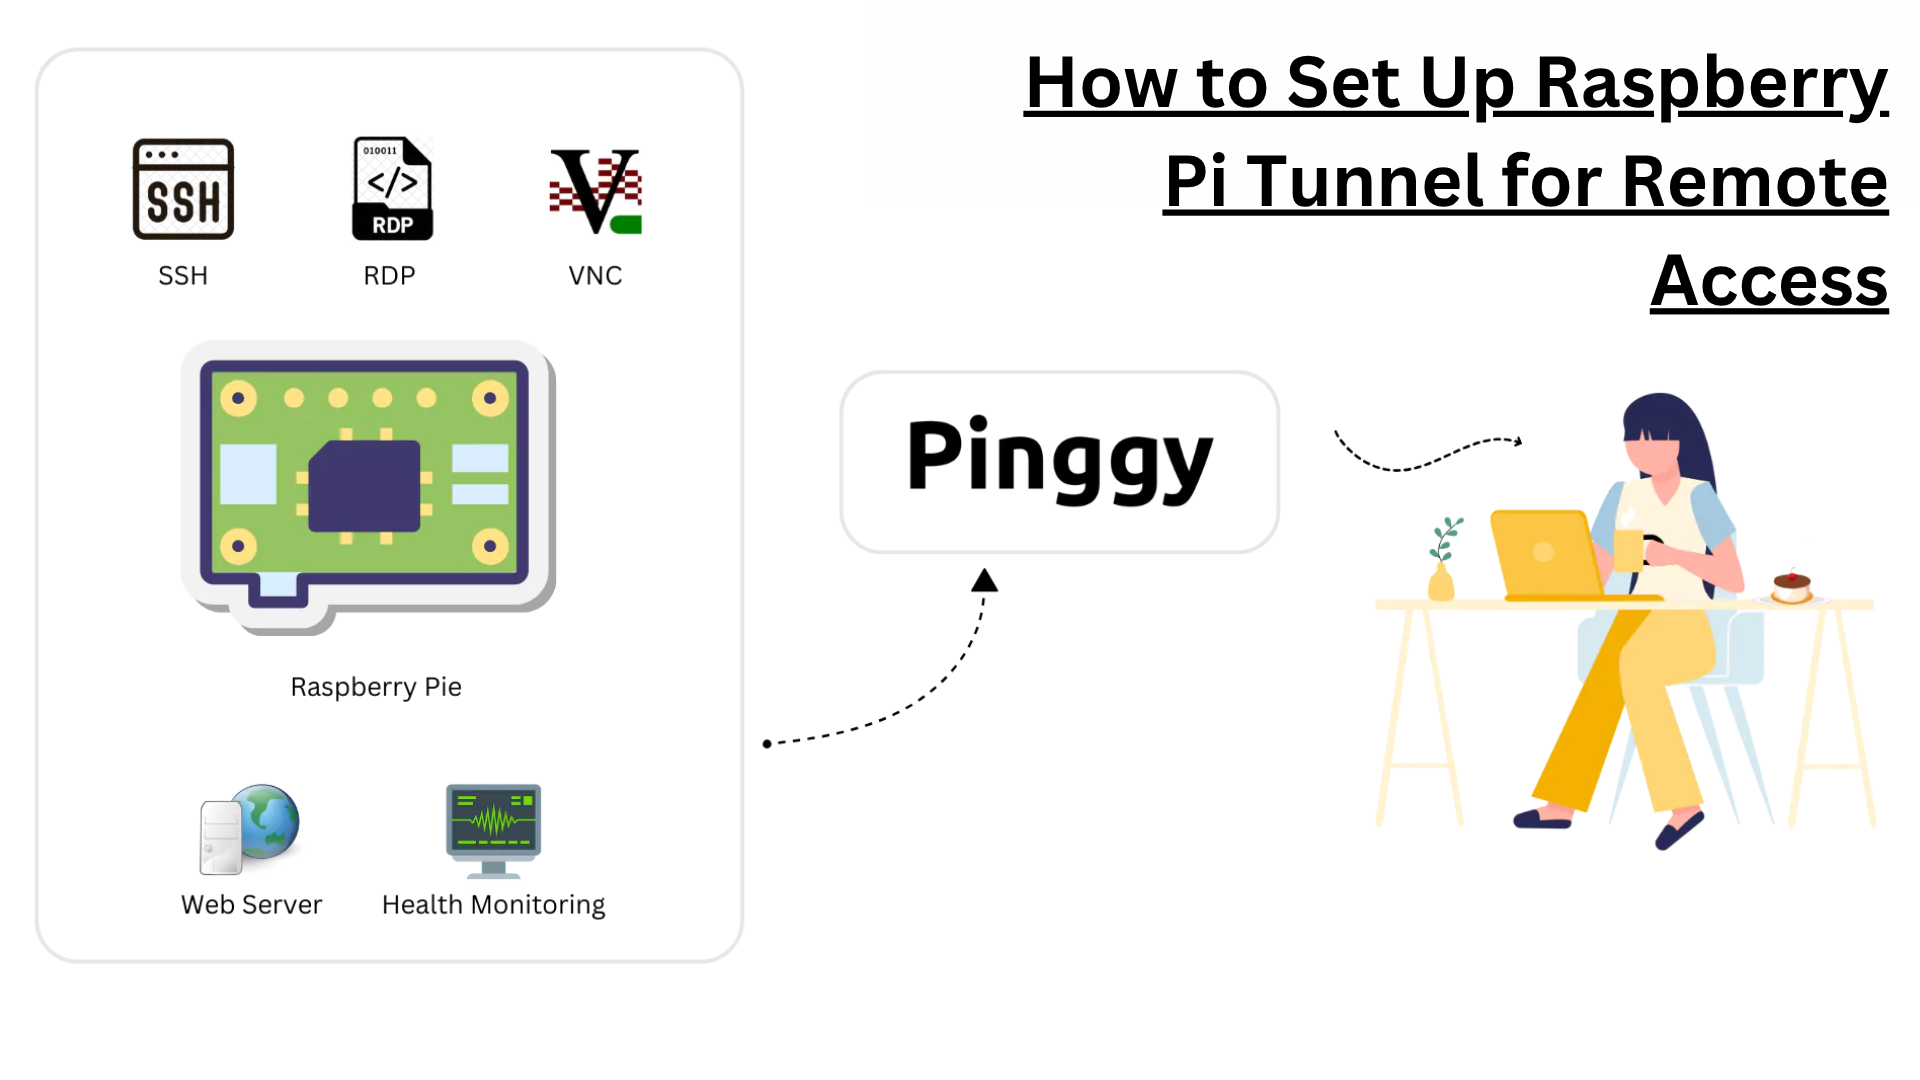 How to Set Up Raspberry
Pi Tunnel for Remote
Access
SSH
010011
</>
RDP
SSH
RDP
VNC
Pinggy
Raspberry Pie
Web Server
Health Monitoring